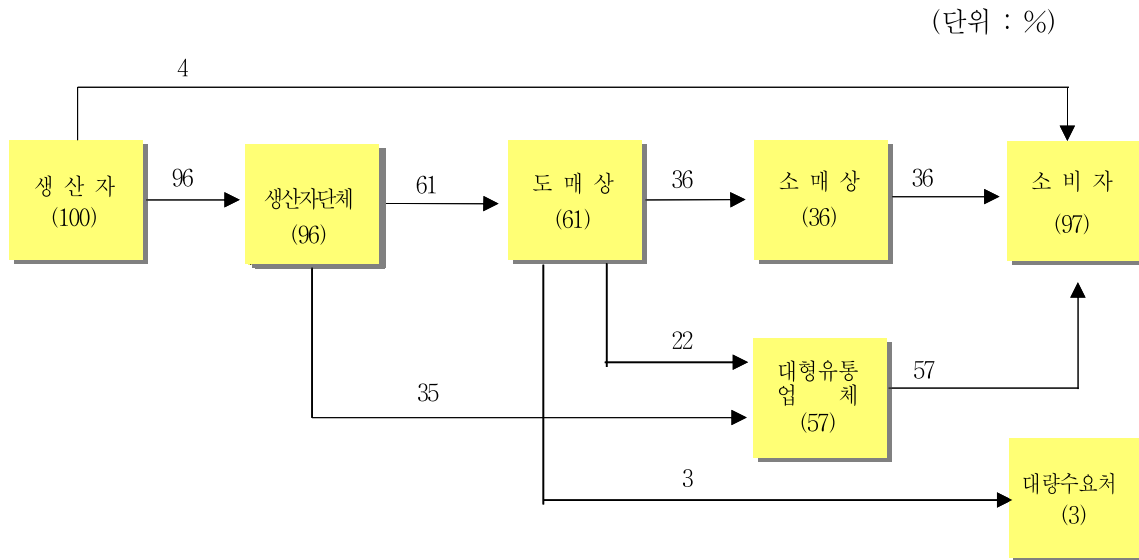 (단위 : %)
4
생 산 자
(100)
96
생산자단체
(96)
61
도 매 상
(61)
36
소 매 상
(36)
36
소 비 자
(97)
22
대형유통
업 체
(57)
57
35
3
대량수요처
(3)